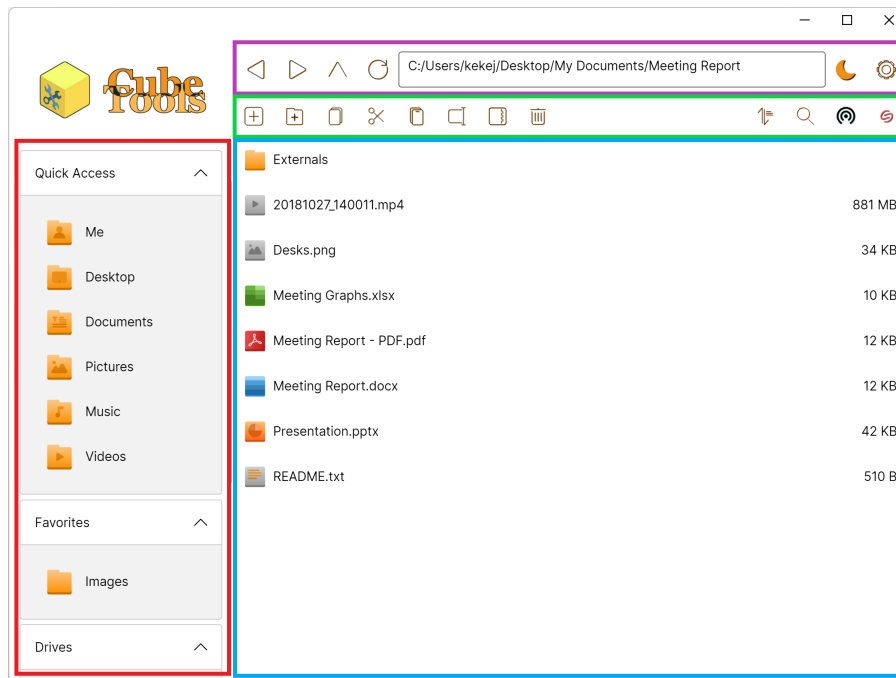 Cube
Tools
C:/Users/kekej/Desktop/My Documents/Meeting Report
Quick Access
Me
Desktop
Documents
Pictures
Music
Videos
Favorites
Images
Drives
Externals
20181027_140011.mp4 881 MB
Desks.png 34 KB
Meeting Graphs.xlsx 10 KB
Meeting Report - PDF.pdf 12 KB
Meeting Report.docx 12 KB
Presentation.pptx 42 KB
README.txt 510 B